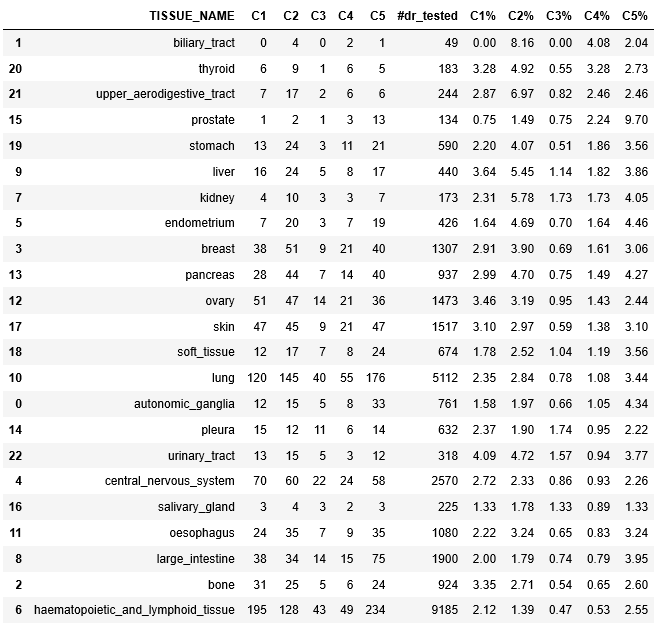 TISSUE_NAME C1 C2 C3 C4 C5 #dr_tested C1% C2% C3% C4% C5%
1 biliary_tract 0 4 0 2 1 49 0.00 8.16 0.00 4.08 2.04
20 thyroid 6 9 1 6 5 183 3.28 4.92 0.55 3.28 2.73
21 upper_aerodigestive_tract 7 17 2 6 6 244 2.87 6.97 0.82 2.46 2.46
15 prostate 1 2 1 3 13 134 0.75 1.49 0.75 2.24 9.70
19 stomach 13 24 3 11 21 590 2.20 4.07 0.51 1.86 3.56
9 liver 16 24 5 8 17 440 3.64 5.45 1.14 1.82 3.86
7 kidney 4 10 3 3 7 173 2.31 5.78 1.73 1.73 4.05
5 endometrium 7 20 3 7 19 426 1.64 4.69 0.70 1.64 4.46
3 breast 38 51 9 21 40 1307 2.91 3.90 0.69 1.61 3.06
13 pancreas 28 44 7 14 40 937 2.99 4.70 0.75 1.49 4.27
12 ovary 51 47 14 21 36 1473 3.46 3.19 0.95 1.43 2.44
17 skin 47 45 9 21 47 1517 3.10 2.97 0.59 1.38 3.10
18 soft_tissue 12 17 7 8 24 674 1.78 2.52 1.04 1.19 3.56
10 lung 120 145 40 55 176 5112 2.35 2.84 0.78 1.08 3.44
0 autonomic_ganglia 12 15 5 8 33 761 1.58 1.97 0.66 1.05 4.34
14 pleura 15 12 11 6 14 632 2.37 1.90 1.74 0.95 2.22
22 urinary_tract 13 15 5 3 12 318 4.09 4.72 1.57 0.94 3.77
4 central_nervous_system 70 60 22 24 58 2570 2.72 2.33 0.86 0.93 2.26
16 salivary_gland 3 4 3 2 3 225 1.33 1.78 1.33 0.89 1.33
11 oesophagus 24 35 7 9 35 1080 2.22 3.24 0.65 0.83 3.24
8 large_intestine 38 34 14 15 75 1900 2.00 1.79 0.74 0.79 3.95
2 bone 31 25 5 6 24 924 3.35 2.71 0.54 0.65 2.60
6 haematopoietic_and_lymphoid_tissue 195 128 43 49 234 9185 2.12 1.39 0.47 0.53 2.55